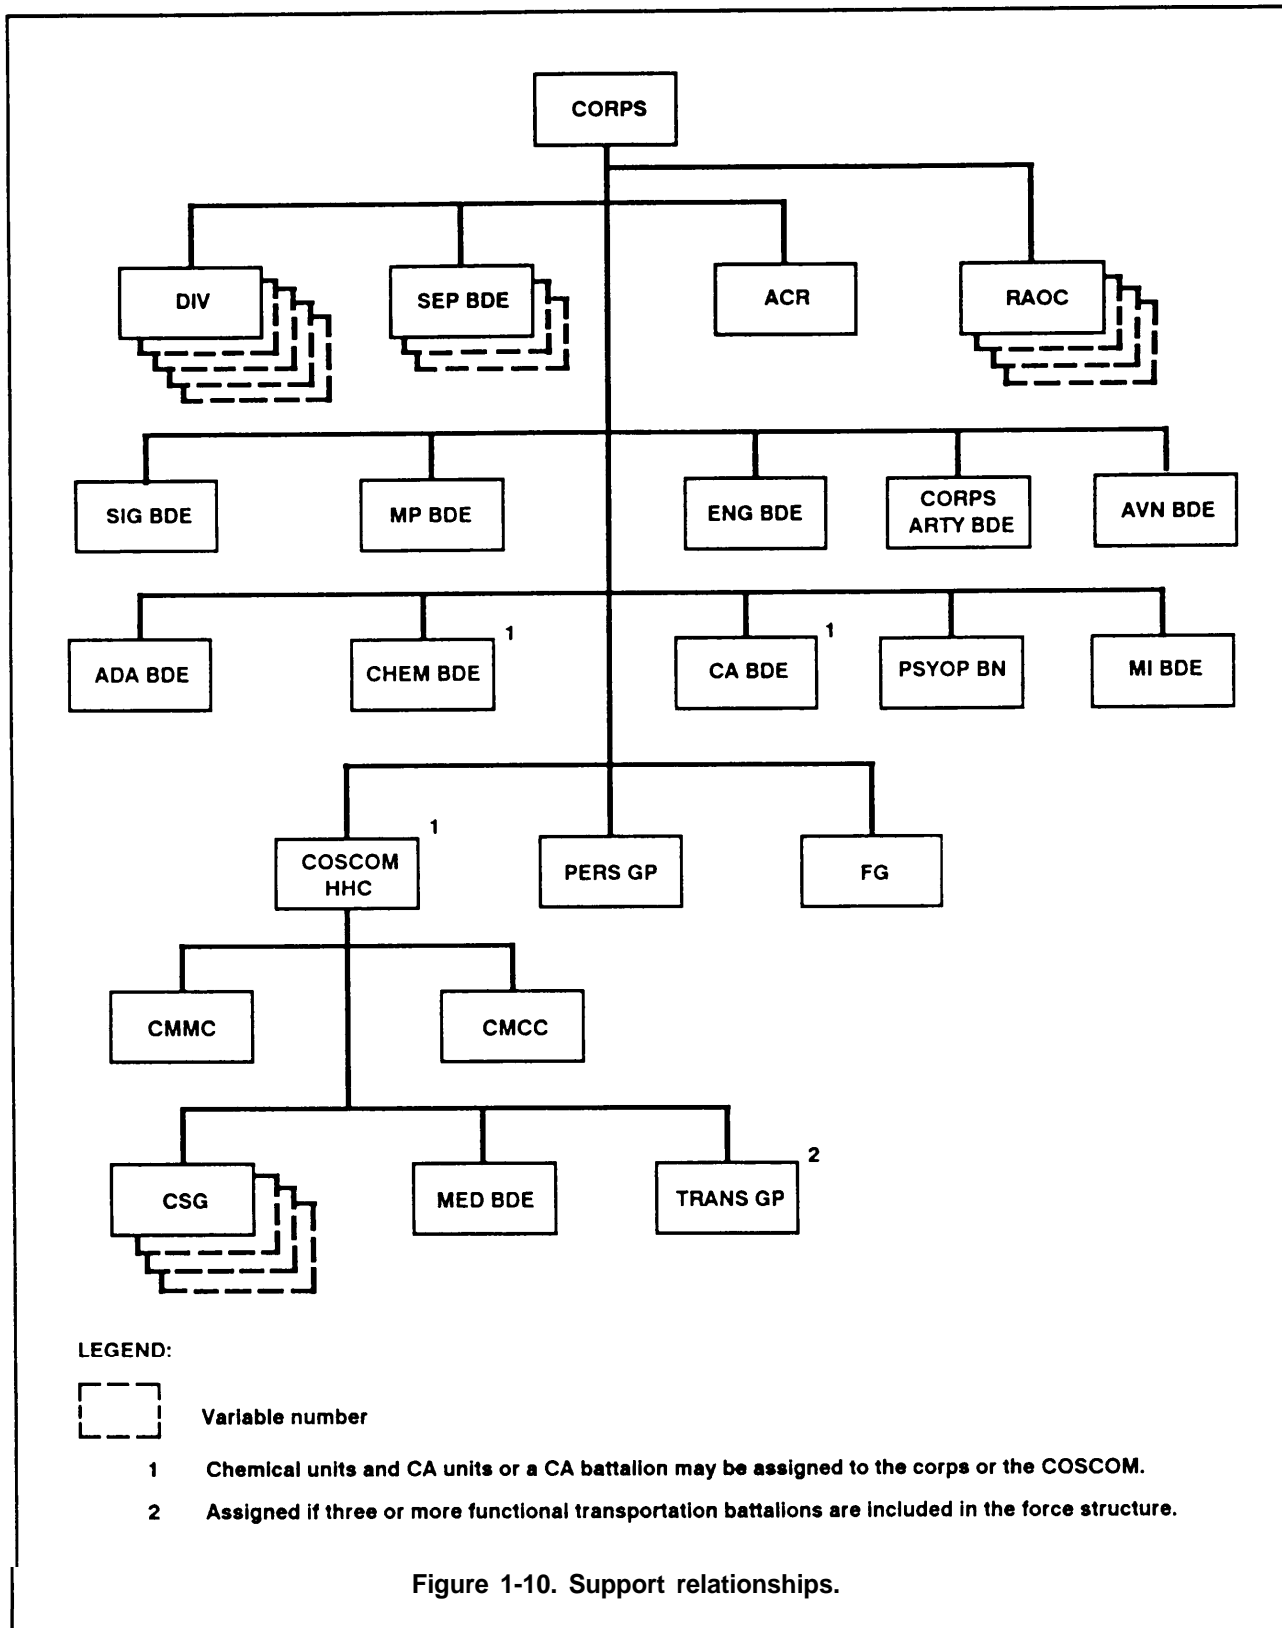 CORPS
DIV
SEP BDE
ACR
RAOC
SIG BDE
MP BDE
ENG BDE
CORPS
ARTY BDE
AVN BDE
ADA BDE
CHEM BDE
1
CA BDE
1
PSYOP BN
MI BDE
COSCOM
HHC
1
PERS GP
FG
CMMC
CMCC
CSG
MED BDE
TRANS GP
2
LEGEND:
Variable number
1 Chemical units and CA units or a CA battalion may be assigned to the corps or the COSCOM.
2 Assigned if three or more functional transportation battalions are included in the force structure.
Figure 1-10. Support relationships.